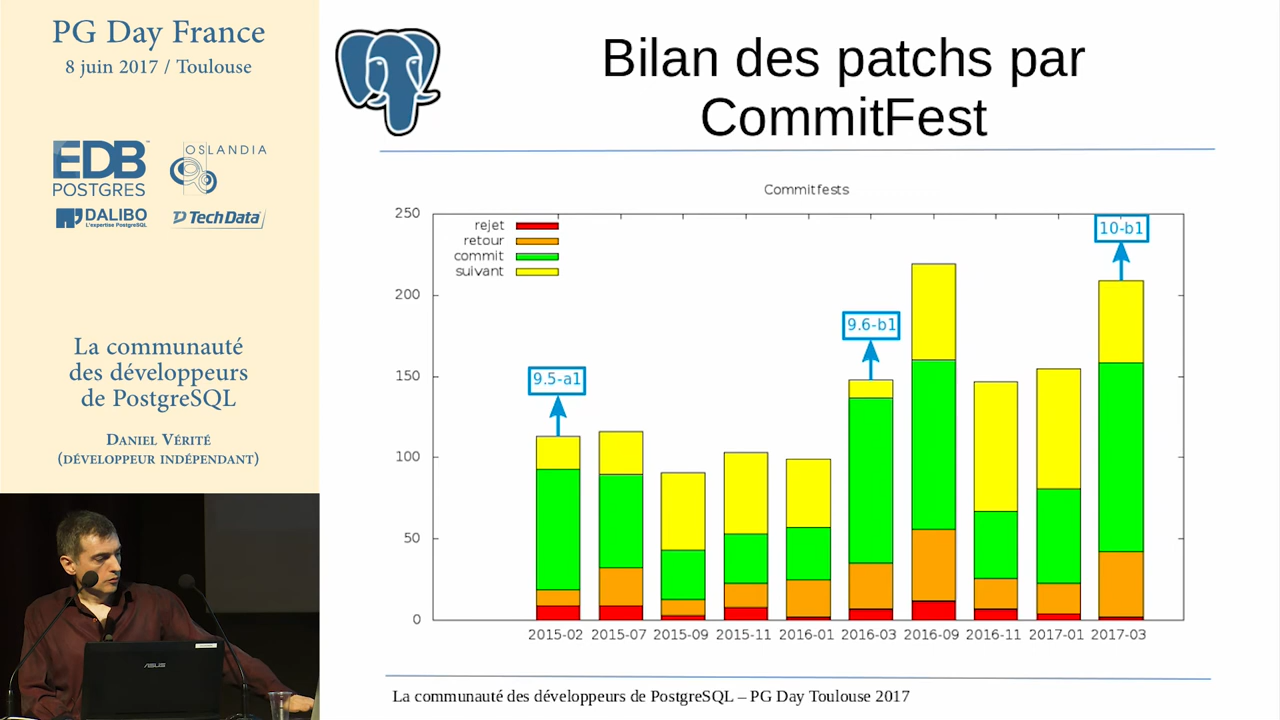 PG Day France
8 juin 2017 / Toulouse
EDB
POSTGRES
OSLANDIA
DALIBO
L'expertise PostgreSQL
TechData
La communauté
des développeurs
de PostgreSQL
Daniel Vérité
(développeur indépendant)
ASUS
Bilan des patchs par
CommitFest
Commitfests
rejet
retour
commit
suivant
250
200
150
100
50
0
9.5-a1
9.6-b1
10-b1
2015-02 2015-07 2015-09 2015-11 2016-01 2016-03 2016-09 2016-11 2017-01 2017-03
La communauté des développeurs de PostgreSQL – PG Day Toulouse 2017